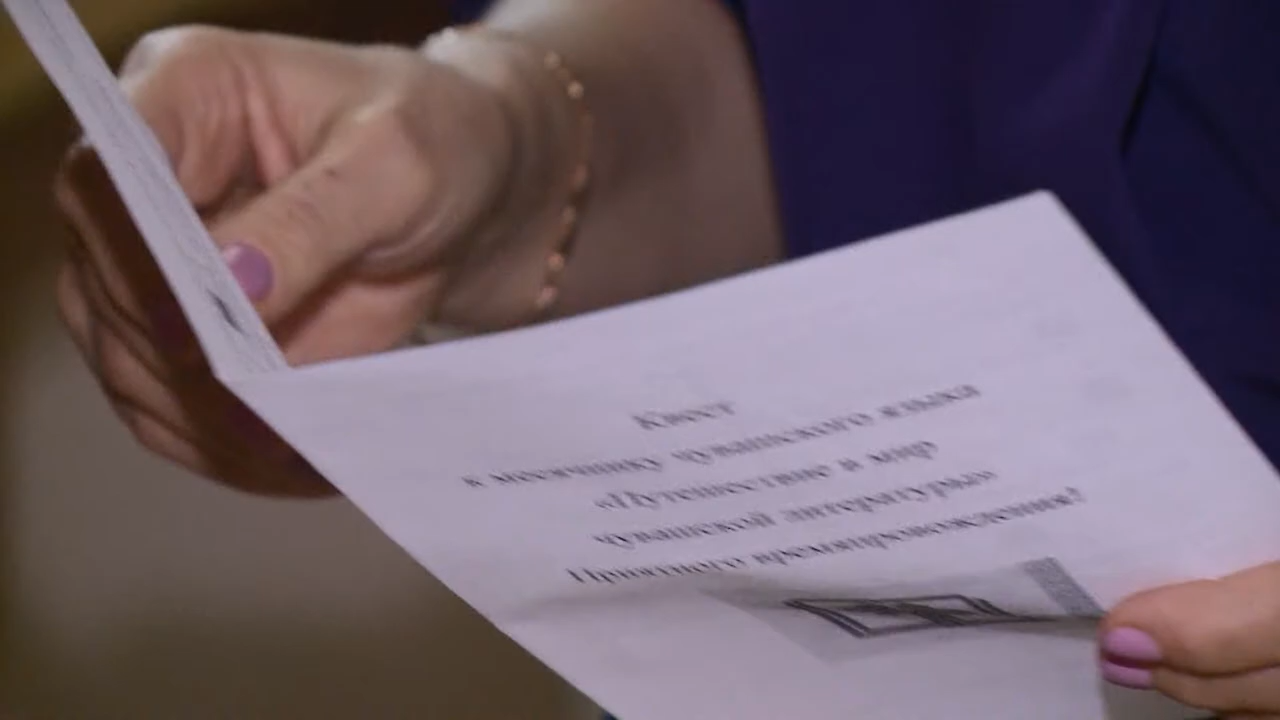 Квест
к месячнику чувашского языка
«Путешествие в мир
чувашской литературы»
Приятного времяпровождения!